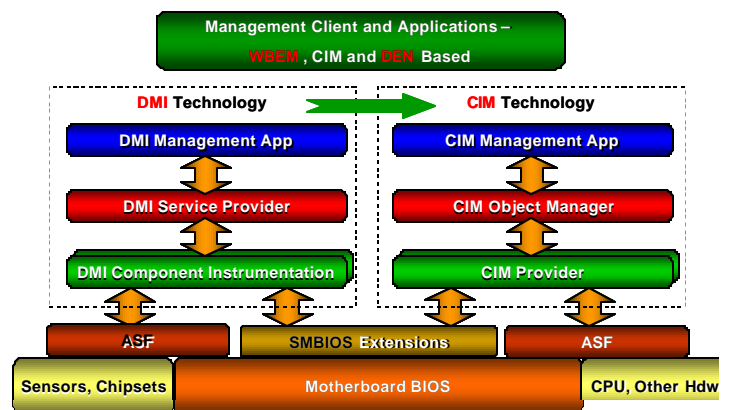 Management Client and Applications –
WBEM , CIM and DEN Based
DMI Technology
CIM Technology
DMI Management App
CIM Management App
DMI Service Provider
CIM Object Manager
DMI Component Instrumentation
CIM Provider
ASF
SMBIOS Extensions
ASF
Sensors, Chipsets
Motherboard BIOS
CPU, Other Hdw